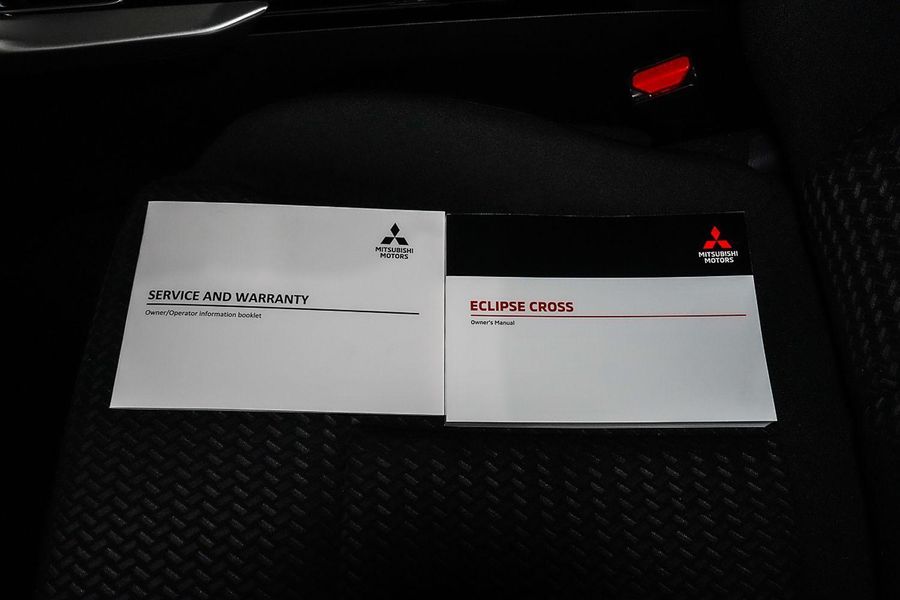 MITSUBISHI
MOTORS
SERVICE AND WARRANTY
Owner/Operator information booklet
MITSUBISHI
MOTORS
ECLIPSE CROSS
Owner's Manual